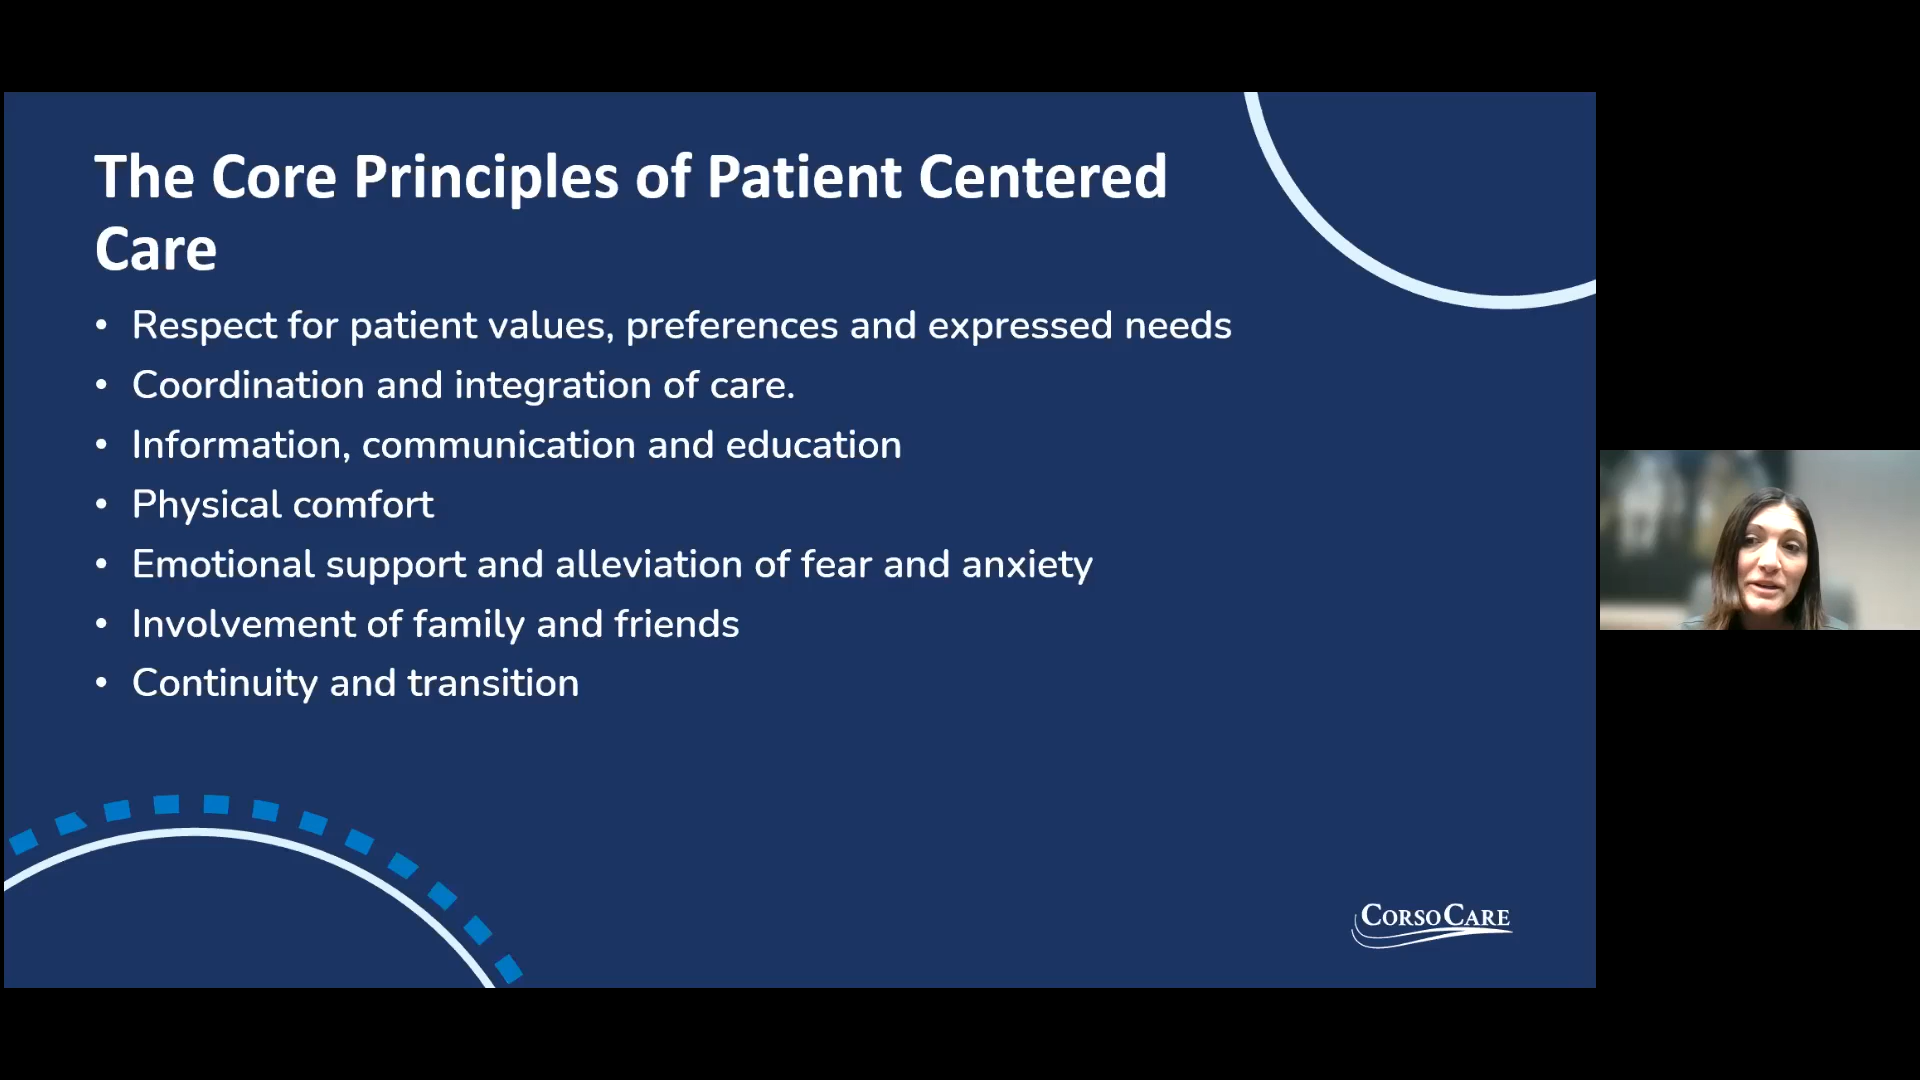 The Core Principles of Patient Centered
Care
• Respect for patient values, preferences and expressed needs
• Coordination and integration of care.
• Information, communication and education
• Physical comfort
• Emotional support and alleviation of fear and anxiety
• Involvement of family and friends
• Continuity and transition
CORSOCARE